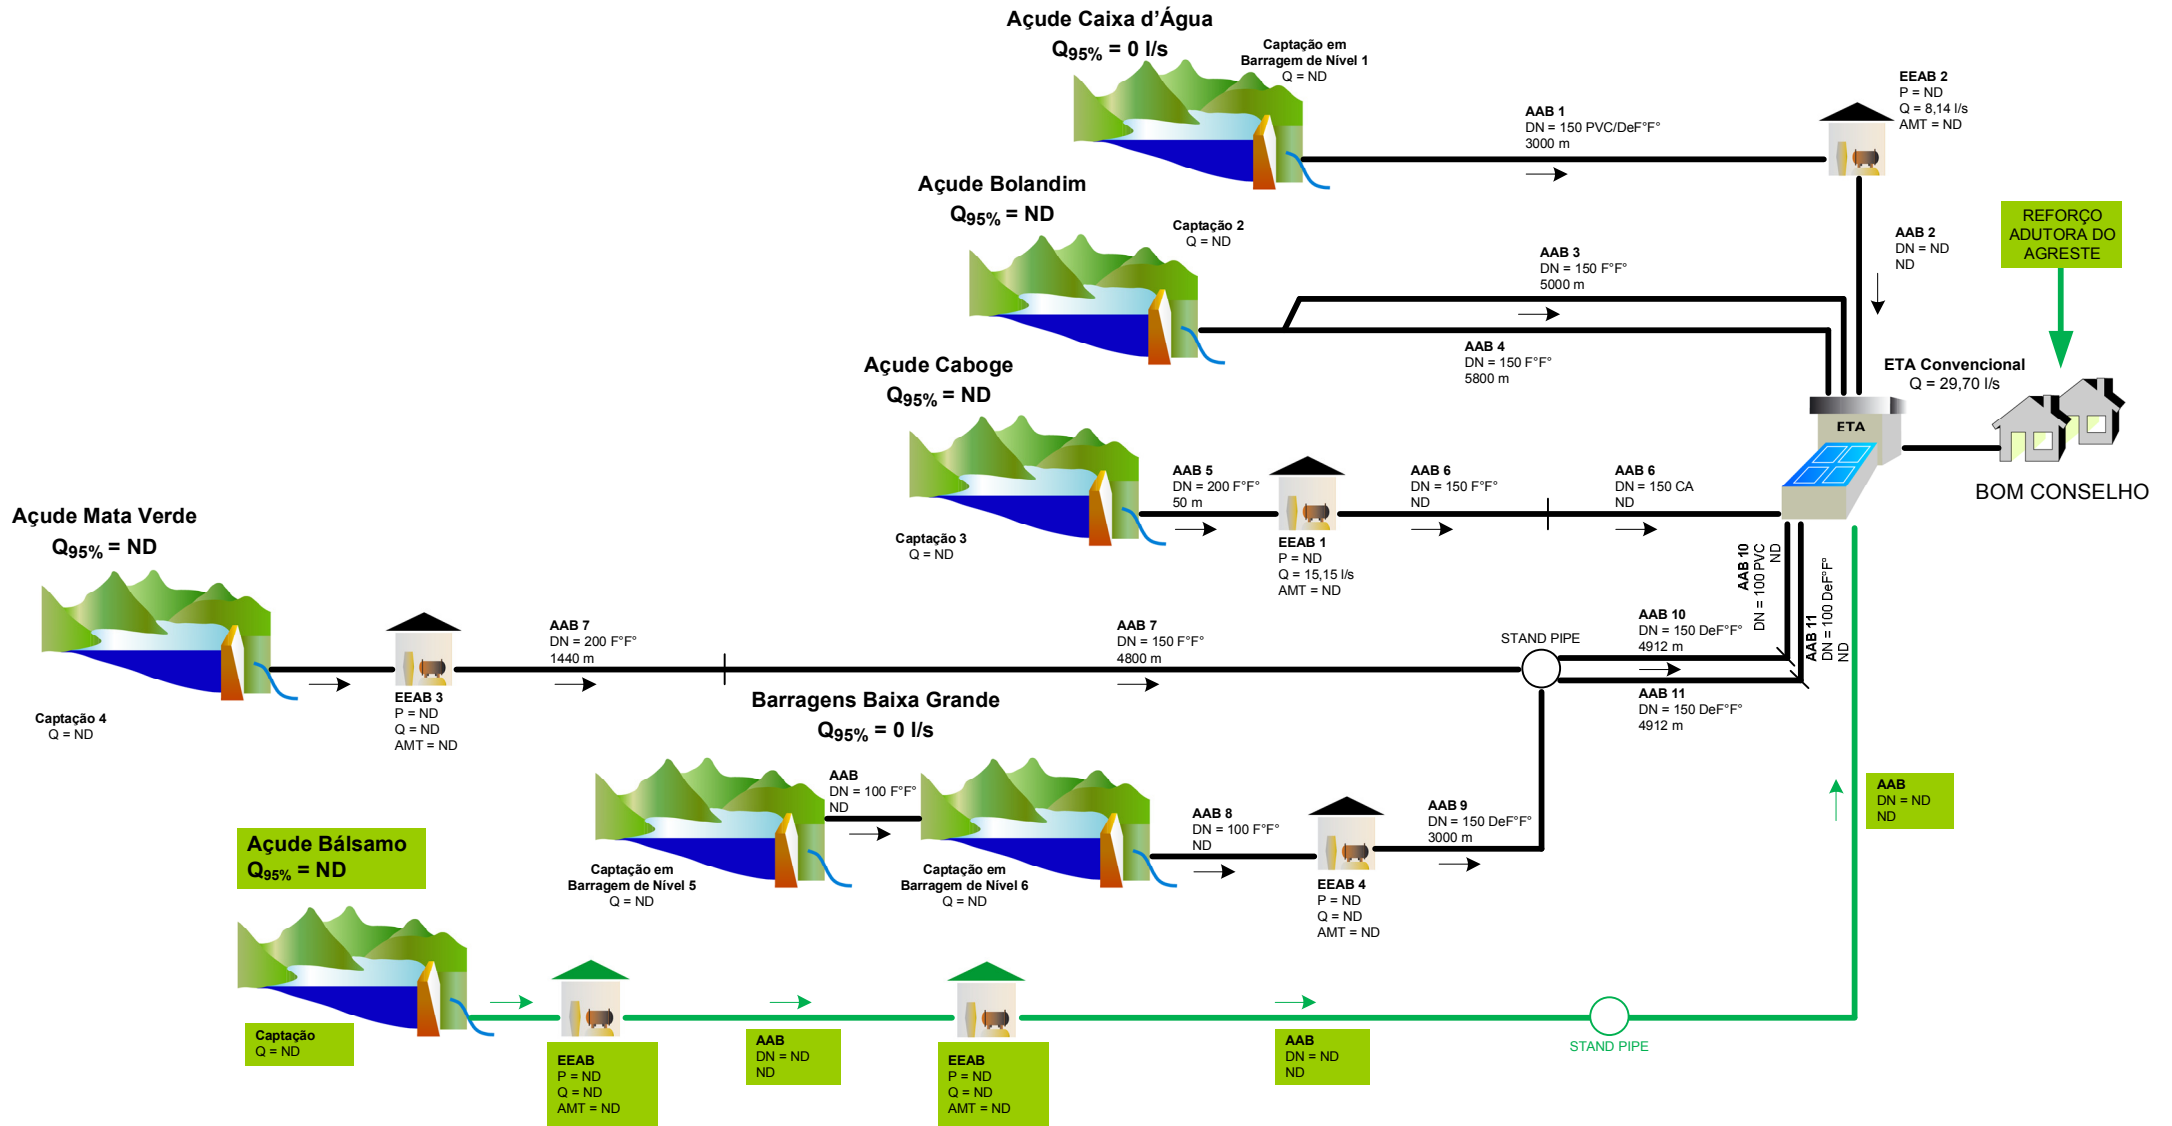 Açude Caixa d'Água
Q95% = 0 l/s
Captação em
Barragem de Nível 1
Q = ND
AAB 1
DN = 150 PVC/DeF°F°
3000 m
EEAB 2
P = ND
Q = 8,14 l/s
AMT = ND
Açude Bolandim
Q95% = ND
Captação 2
Q = ND
AAB 3
DN = 150 F°F°
5000 m
AAB 2
DN = ND
ND
REFORÇO
ADUTORA DO
AGRESTE
AAB 4
DN = 150 F°F°
5800 m
Açude Caboge
Q95% = ND
ETA Convencional
Q = 29,70 l/s
ETA
BOM CONSELHO
AAB 5
DN = 200 F°F°
50 m
AAB 6
DN = 150 F°F°
ND
AAB 6
DN = 150 CA
ND
Captação 3
Q = ND
EEAB 1
P = ND
Q = 15,15 l/s
AMT = ND
Açude Mata Verde
Q95% = ND
AAB 10
DN = 100 PVC
ND
AAB 11
DN = 100 DeF°F°
ND
AAB 7
DN = 200 F°F°
1440 m
AAB 7
DN = 150 F°F°
4800 m
STAND PIPE
AAB 10
DN = 150 DeF°F°
4912 m
AAB 11
DN = 150 DeF°F°
4912 m
Captação 4
Q = ND
EEAB 3
P = ND
Q = ND
AMT = ND
Barragens Baixa Grande
Q95% = 0 l/s
AAB
DN = 100 F°F°
ND
AAB 8
DN = 100 F°F°
ND
AAB 9
DN = 150 DeF°F°
3000 m
AAB
DN = ND
ND
Captação em
Barragem de Nível 5
Q = ND
Captação em
Barragem de Nível 6
Q = ND
EEAB 4
P = ND
Q = ND
AMT = ND
Açude Bálsamo
Q95% = ND
Captação
Q = ND
EEAB
P = ND
Q = ND
AMT = ND
AAB
DN = ND
ND
EEAB
P = ND
Q = ND
AMT = ND
AAB
DN = ND
ND
STAND PIPE